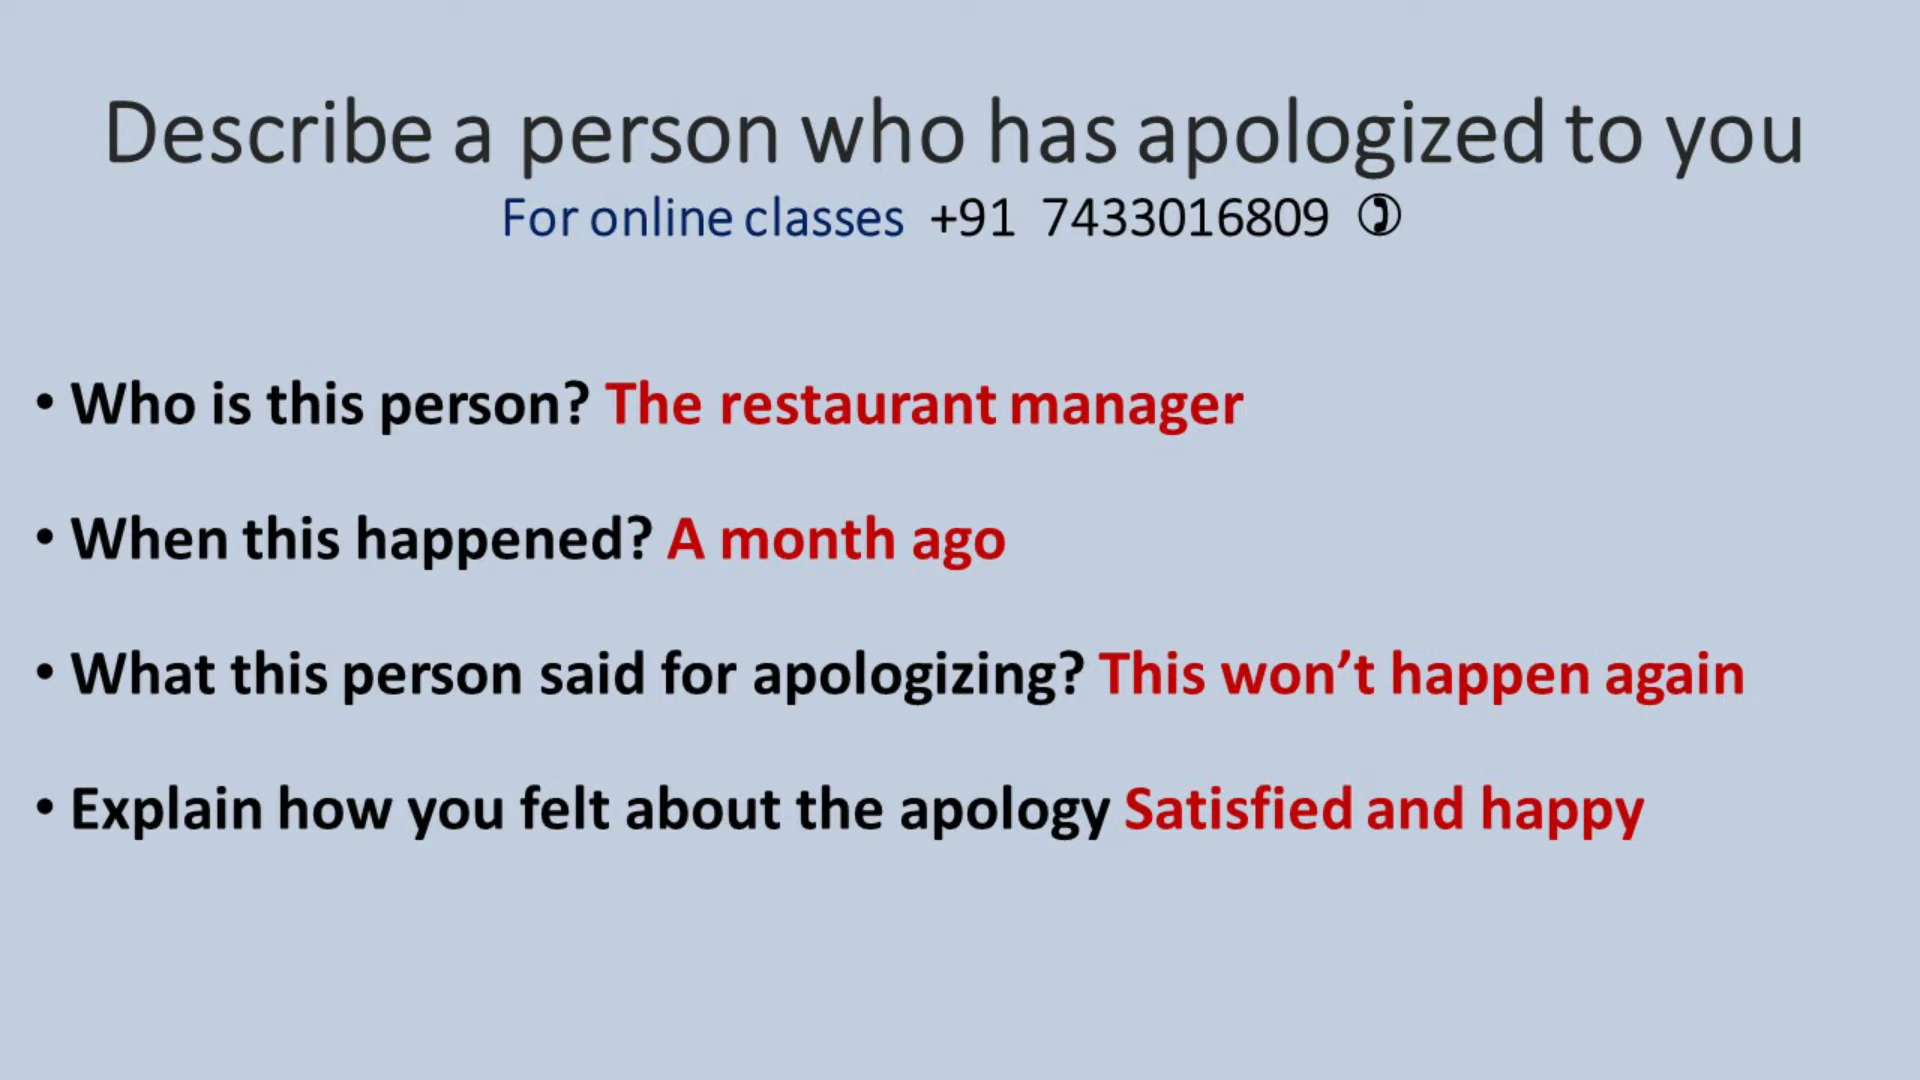 Describe a person who has apologized to you
For online classes +91 7433016809 ✆
• Who is this person? The restaurant manager
• When this happened? A month ago
• What this person said for apologizing? This won’t happen again
• Explain how you felt about the apology Satisfied and happy